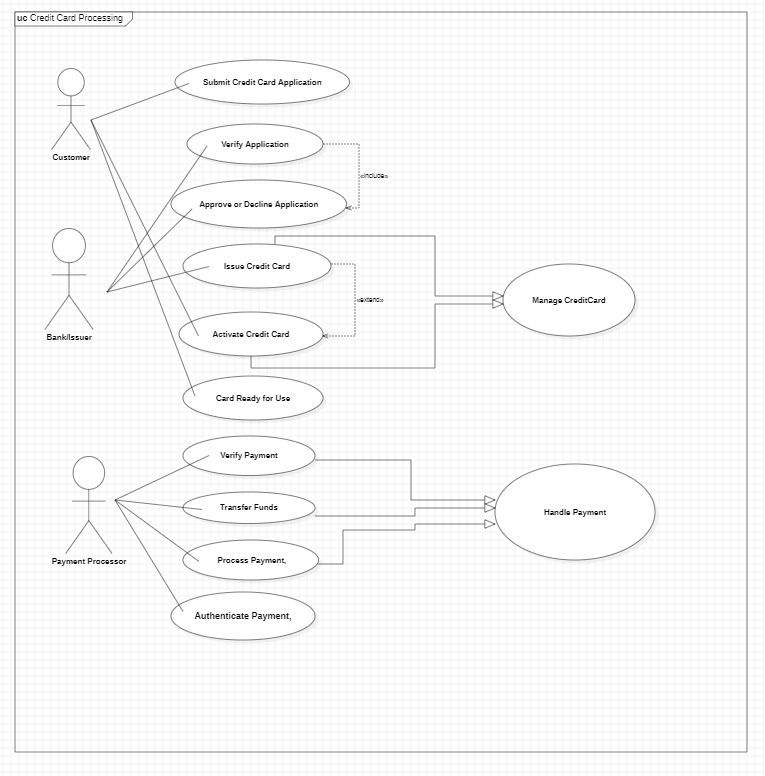 uc Credit Card Processing
Submit Credit Card Application
Customer
Verify Application
«include»
Approve or Decline Application
Bank/Issuer
Issue Credit Card
«extend»
Manage CreditCard
Activate Credit Card
Card Ready for Use
Verify Payment
Transfer Funds
Handle Payment
Payment Processor
Process Payment,
Authenticate Payment,